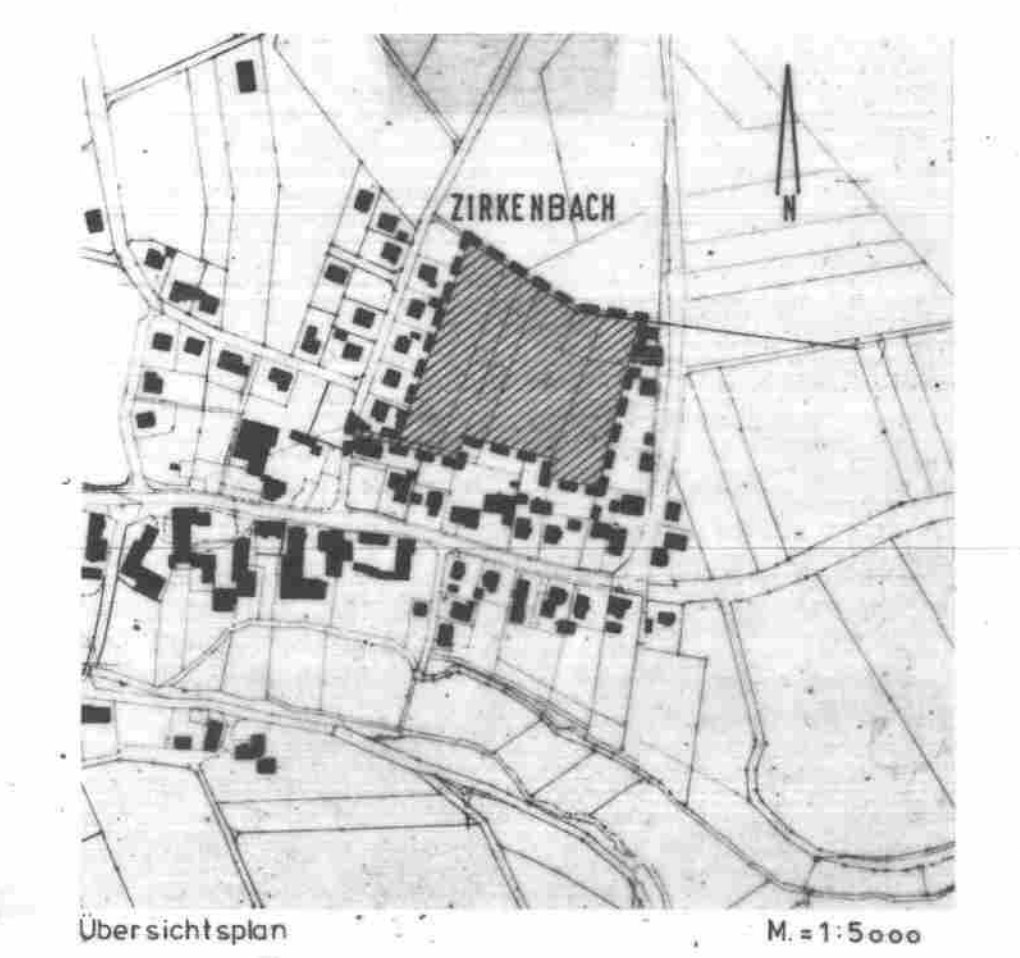 ZIRKENBACH
N
Übersichtsplan
M. = 1:5000